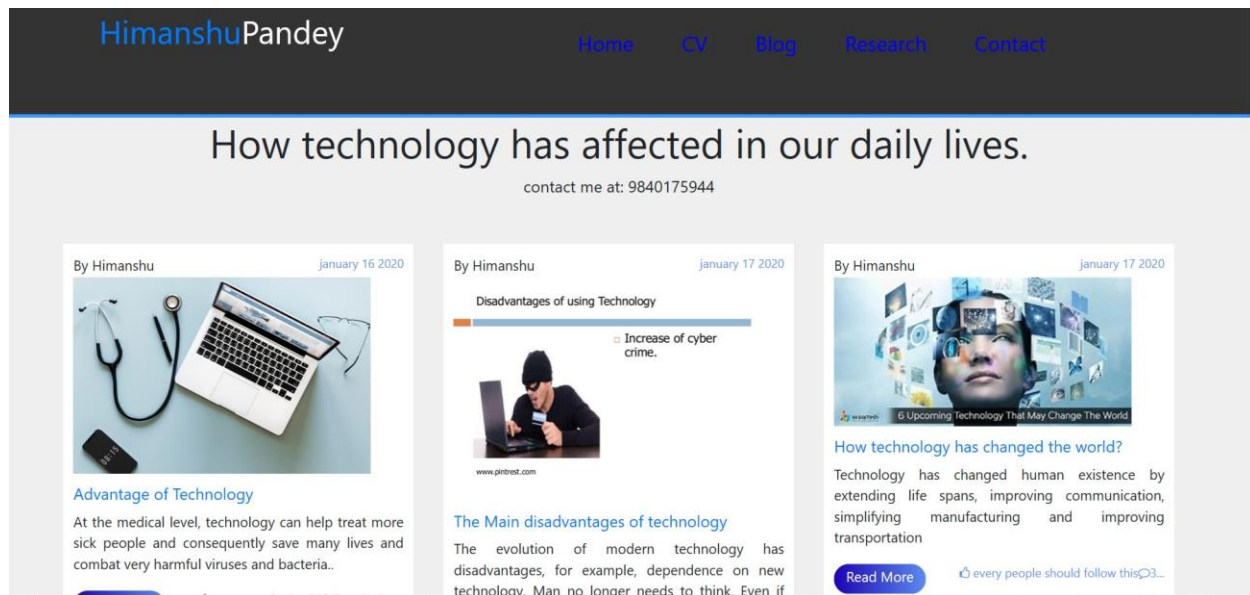 HimanshuPandey
Home CV Blog Research Contact
How technology has affected in our daily lives.
contact me at: 9840175944
By Himanshu january 16 2020
08:15
Advantage of Technology
At the medical level, technology can help treat more
sick people and consequently save many lives and
combat very harmful viruses and bacteria..
By Himanshu january 17 2020
Disadvantages of using Technology
Increase of cyber
crime.
www.pintrest.com
The Main disadvantages of technology
The evolution of modern technology has
disadvantages, for example, dependence on new
technology. Man no longer needs to think. Even if
By Himanshu january 17 2020
6 Upcoming Technology That May Change The World
How technology has changed the world?
Technology has changed human existence by
extending life spans, improving communication,
simplifying manufacturing and improving
transportation
Read More every people should follow this 3...